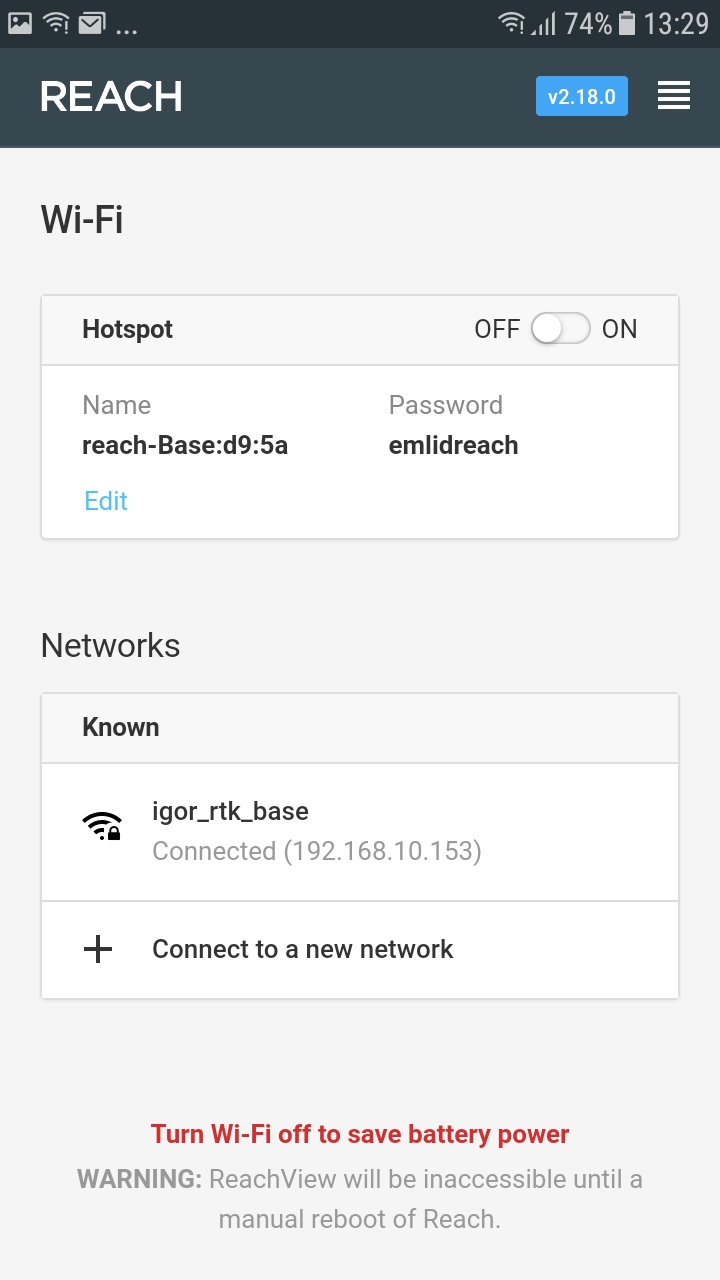 ... 74% 13:29
REACH v2.18.0
Wi-Fi
Hotspot OFF ON
Name Password
reach-Base:d9:5a emlidreach
Edit
Networks
Known
igor_rtk_base
Connected (192.168.10.153)
Connect to a new network
Turn Wi-Fi off to save battery power
WARNING: ReachView will be inaccessible until a
manual reboot of Reach.